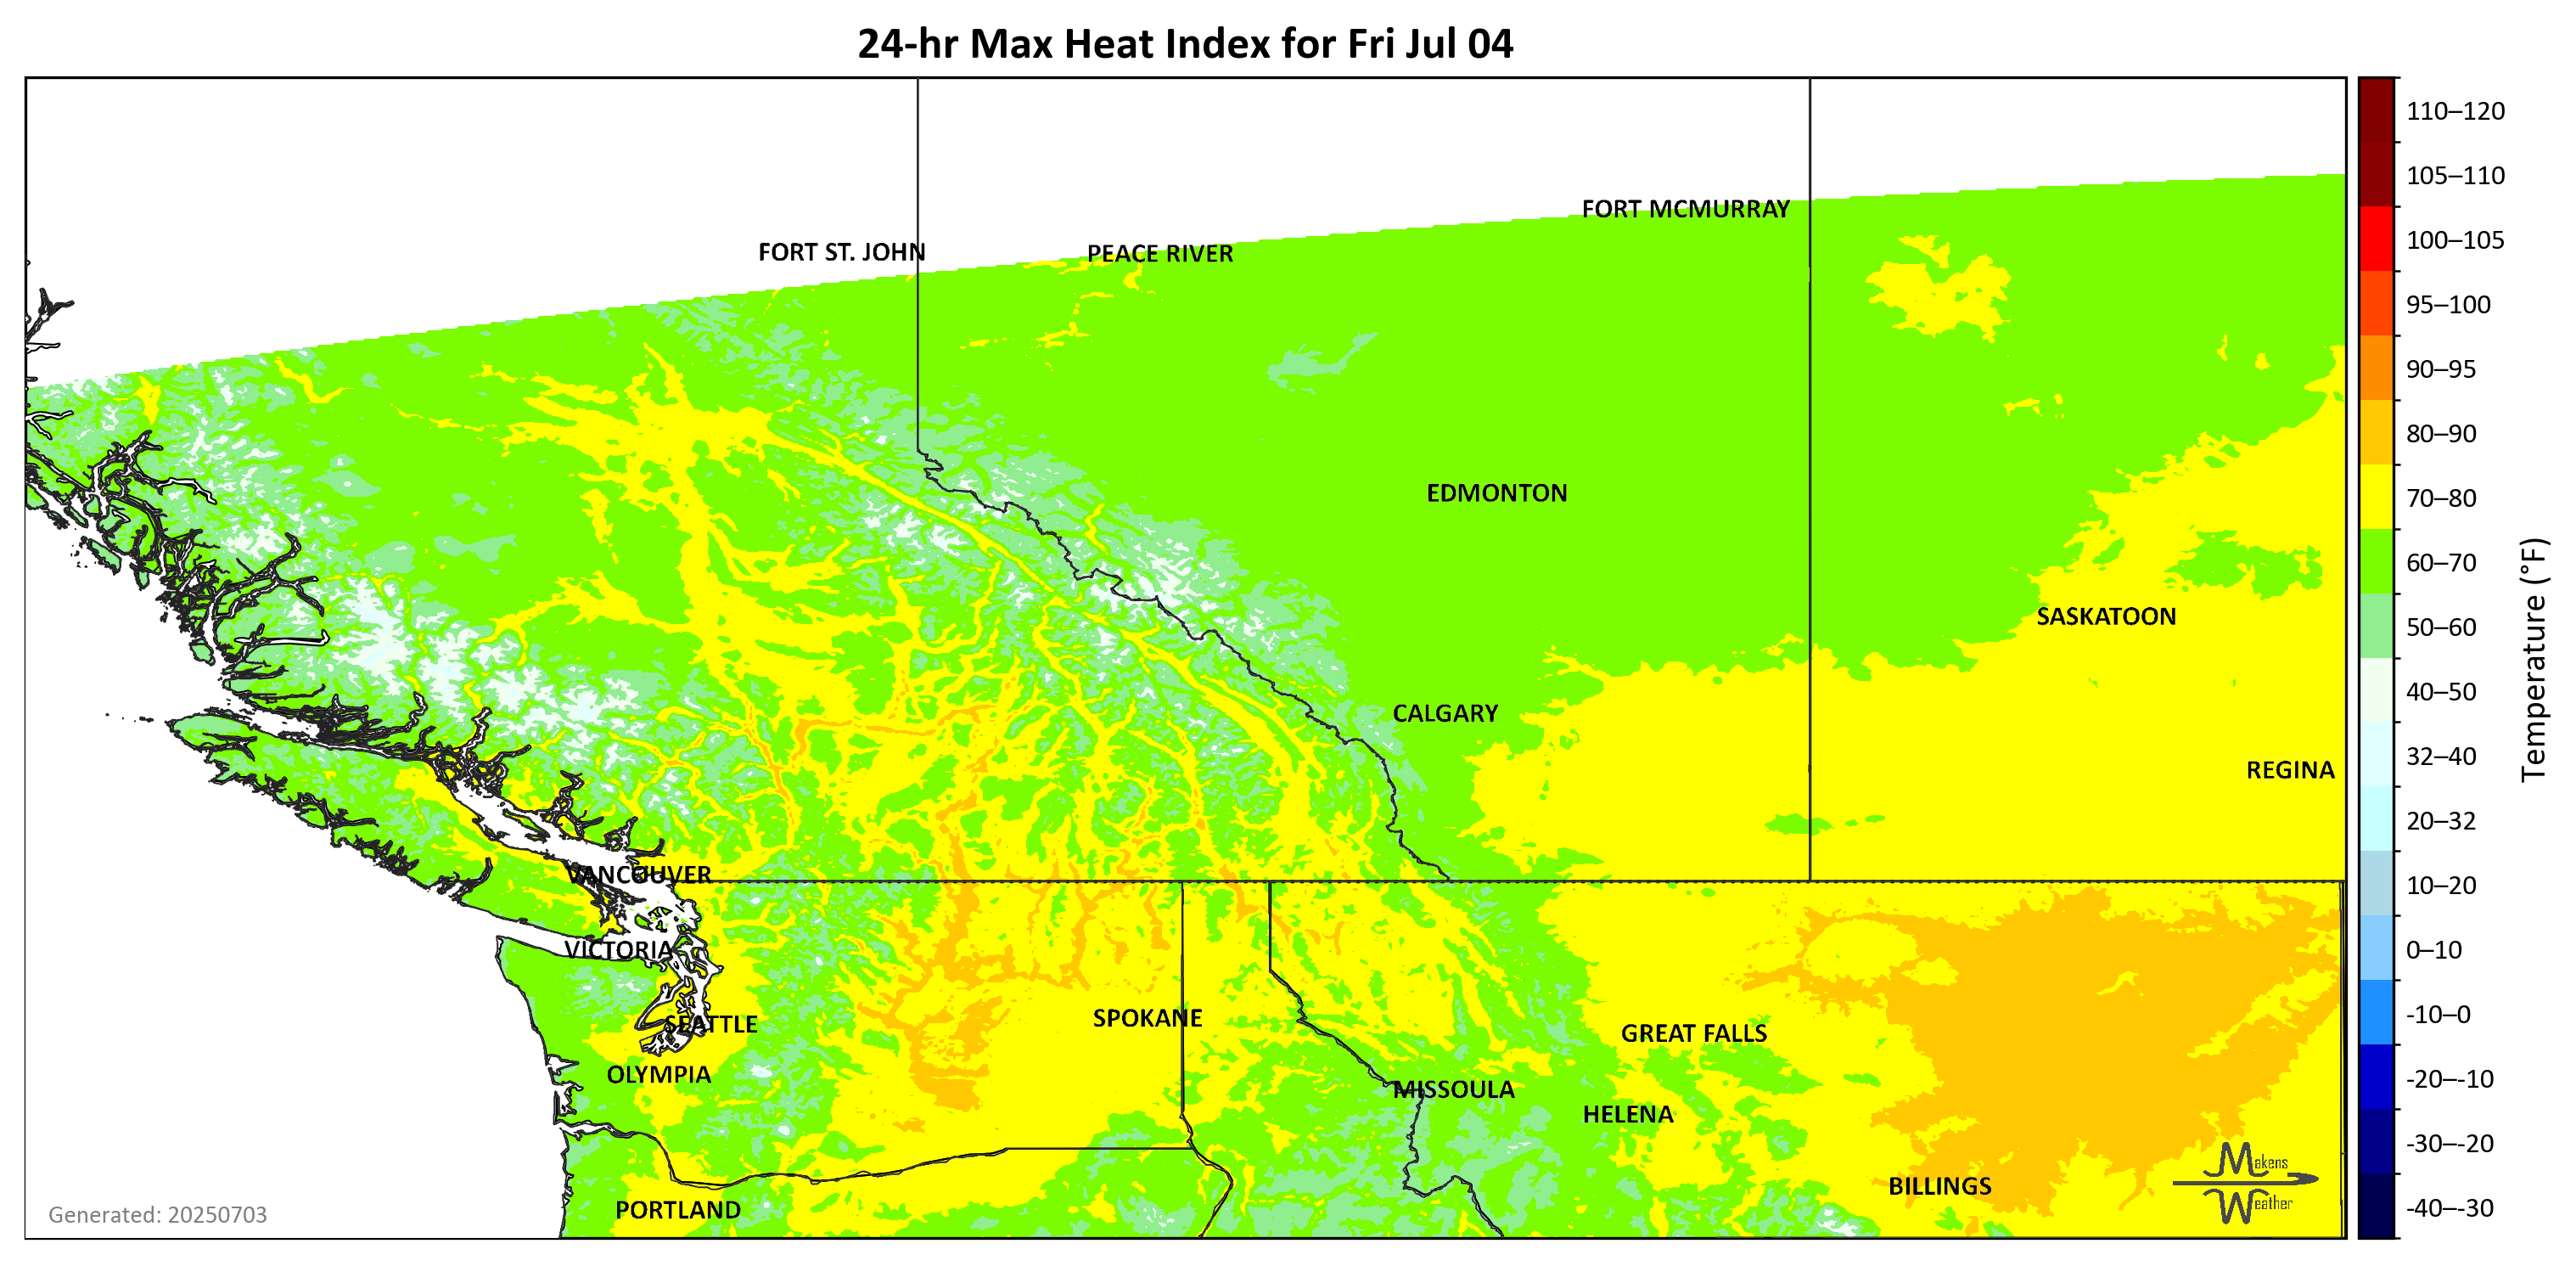 24-hr Max Heat Index for Fri Jul 04
FORT MCMURRAY
FORT ST. JOHN
PEACE RIVER
EDMONTON
SASKATOON
CALGARY
REGINA
VANCOUVER
VICTORIA
SPOKANE
SEATTLE
GREAT FALLS
OLYMPIA
MISSOULA
HELENA
BILLINGS
PORTLAND
Makens
Weather
Generated: 20250703
110–120
105–110
100–105
95–100
90–95
80–90
70–80
60–70
50–60
40–50
32–40
20–32
10–20
0–10
-10–0
-20–-10
-30–-20
-40–-30
Temperature (°F)